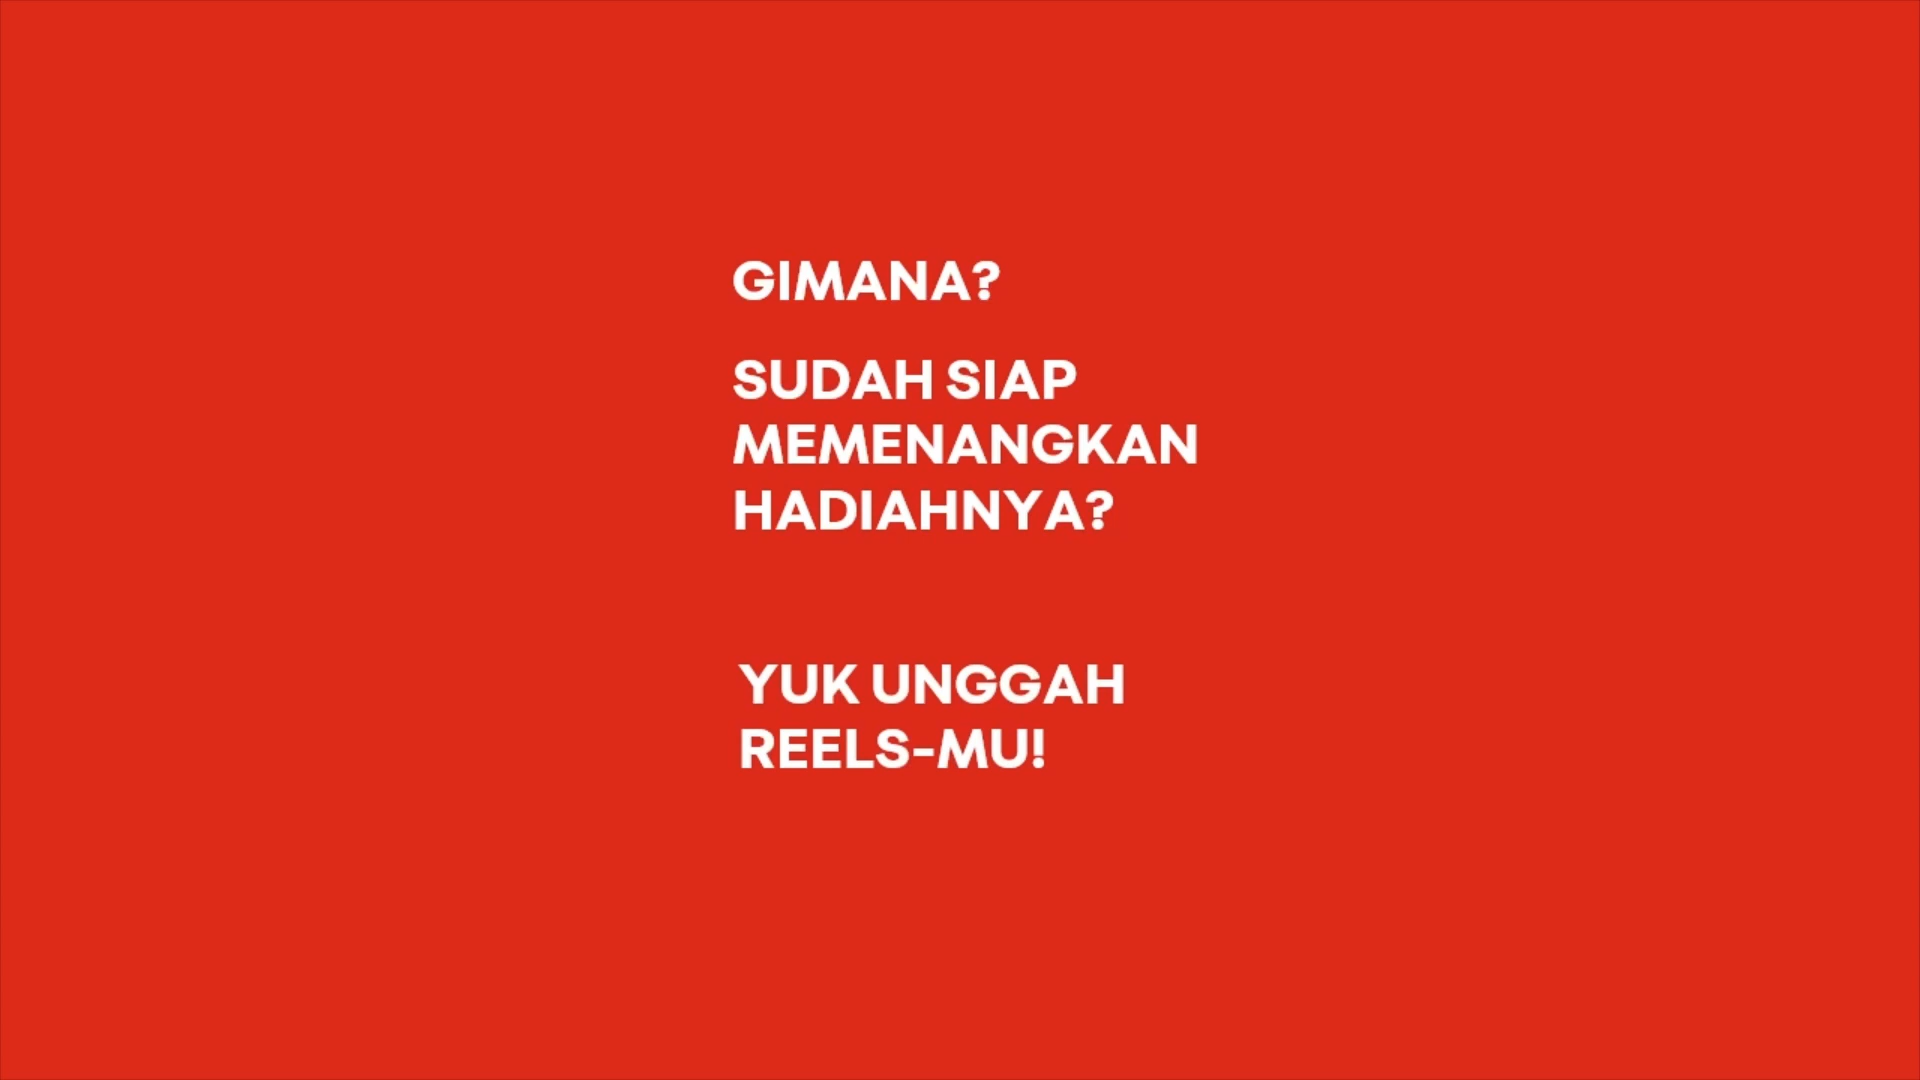 GIMANA?
SUDAH SIAP
MEMENANGKAN
HADIAHNYA?
YUK UNGGAH
REELS-MU!